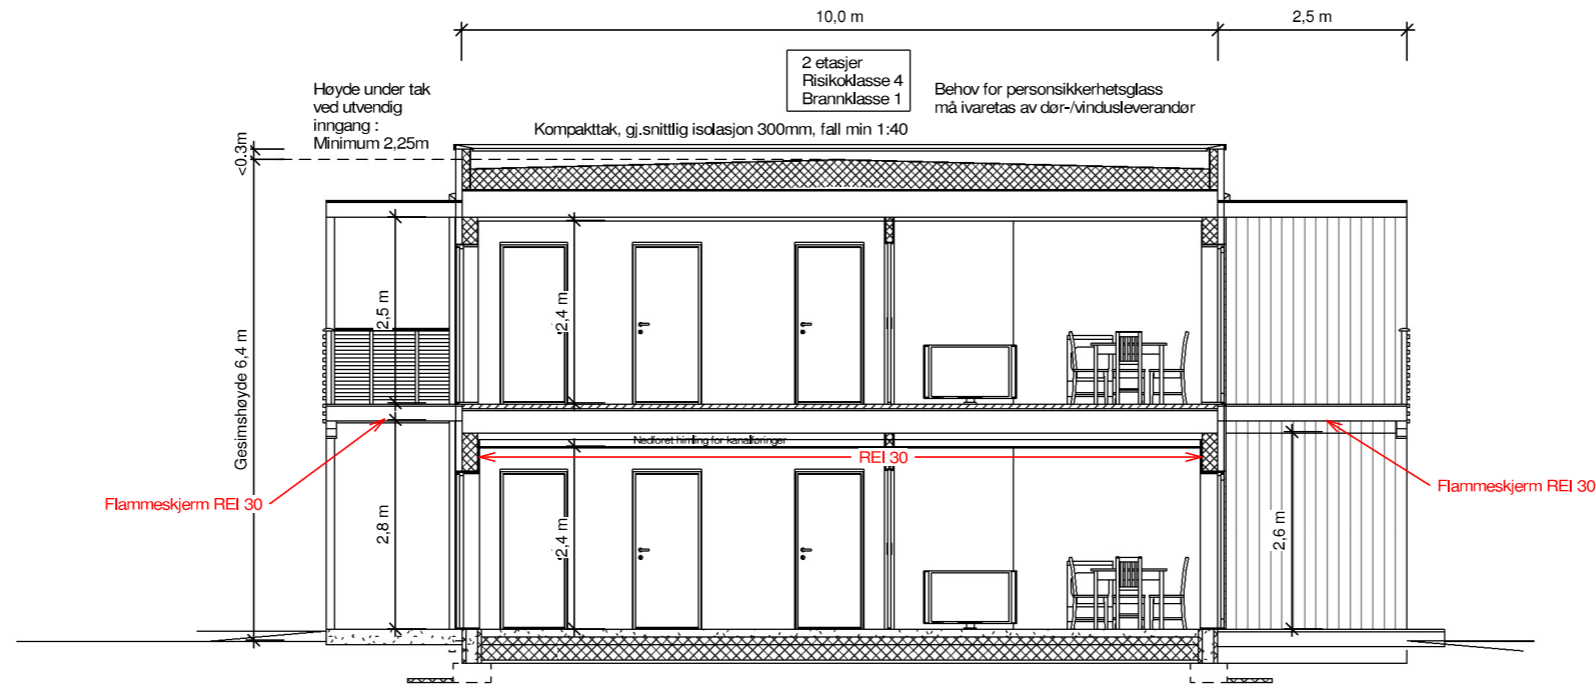 10,0 m
2,5 m
2 etasjer
Risikoklasse 4
Brannklasse 1
Høyde under tak
ved utvendig
inngang :
Minimum 2,25m
Behov for personsikkerhetsglass
må ivaretas av dør-/vindusleverandør
Kompakttak, gj.snittlig isolasjon 300mm, fall min 1:40
<0.3m
2,5 m
2,4 m
Gesimshøyde 6,4 m
Nedforet himling for kanalføringer
REI 30
Flammeskjerm REI 30
Flammeskjerm REI 30
2,8 m
2,4 m
2,6 m